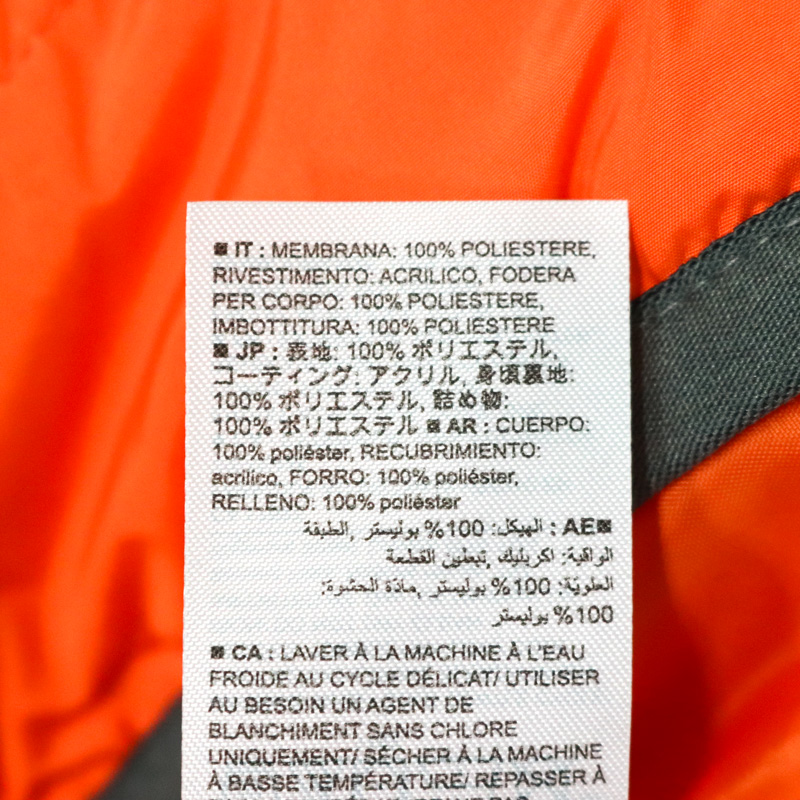 ■ IT : MEMBRANA: 100% POLIESTERE,
RIVESTIMENTO: ACRILICO, FODERA
PER CORPO: 100% POLIESTERE,
IMBOTTITURA: 100% POLIESTERE
■ JP : 表地: 100% ポリエステル,
コーティング: アクリル, 身頃裏地:
100% ポリエステル, 詰め物:
100% ポリエステル ■ AR : CUERPO:
100% poliéster, RECUBRIMIENTO:
acrílico, FORRO: 100% poliéster,
RELLENO: 100% poliéster
■AE : الهيكل: 100% بوليستر ,الطبقة
الواقية: اكريليك ,تبطين القطعة
العلويّة: 100% بوليستر ,مادّة الحشوة:
100% بوليستر
■ CA : LAVER À LA MACHINE À L'EAU
FROIDE AU CYCLE DÉLICAT/ UTILISER
AU BESOIN UN AGENT DE
BLANCHIMENT SANS CHLORE
UNIQUEMENT/ SÉCHER À LA MACHINE
À BASSE TEMPÉRATURE/ REPASSER À